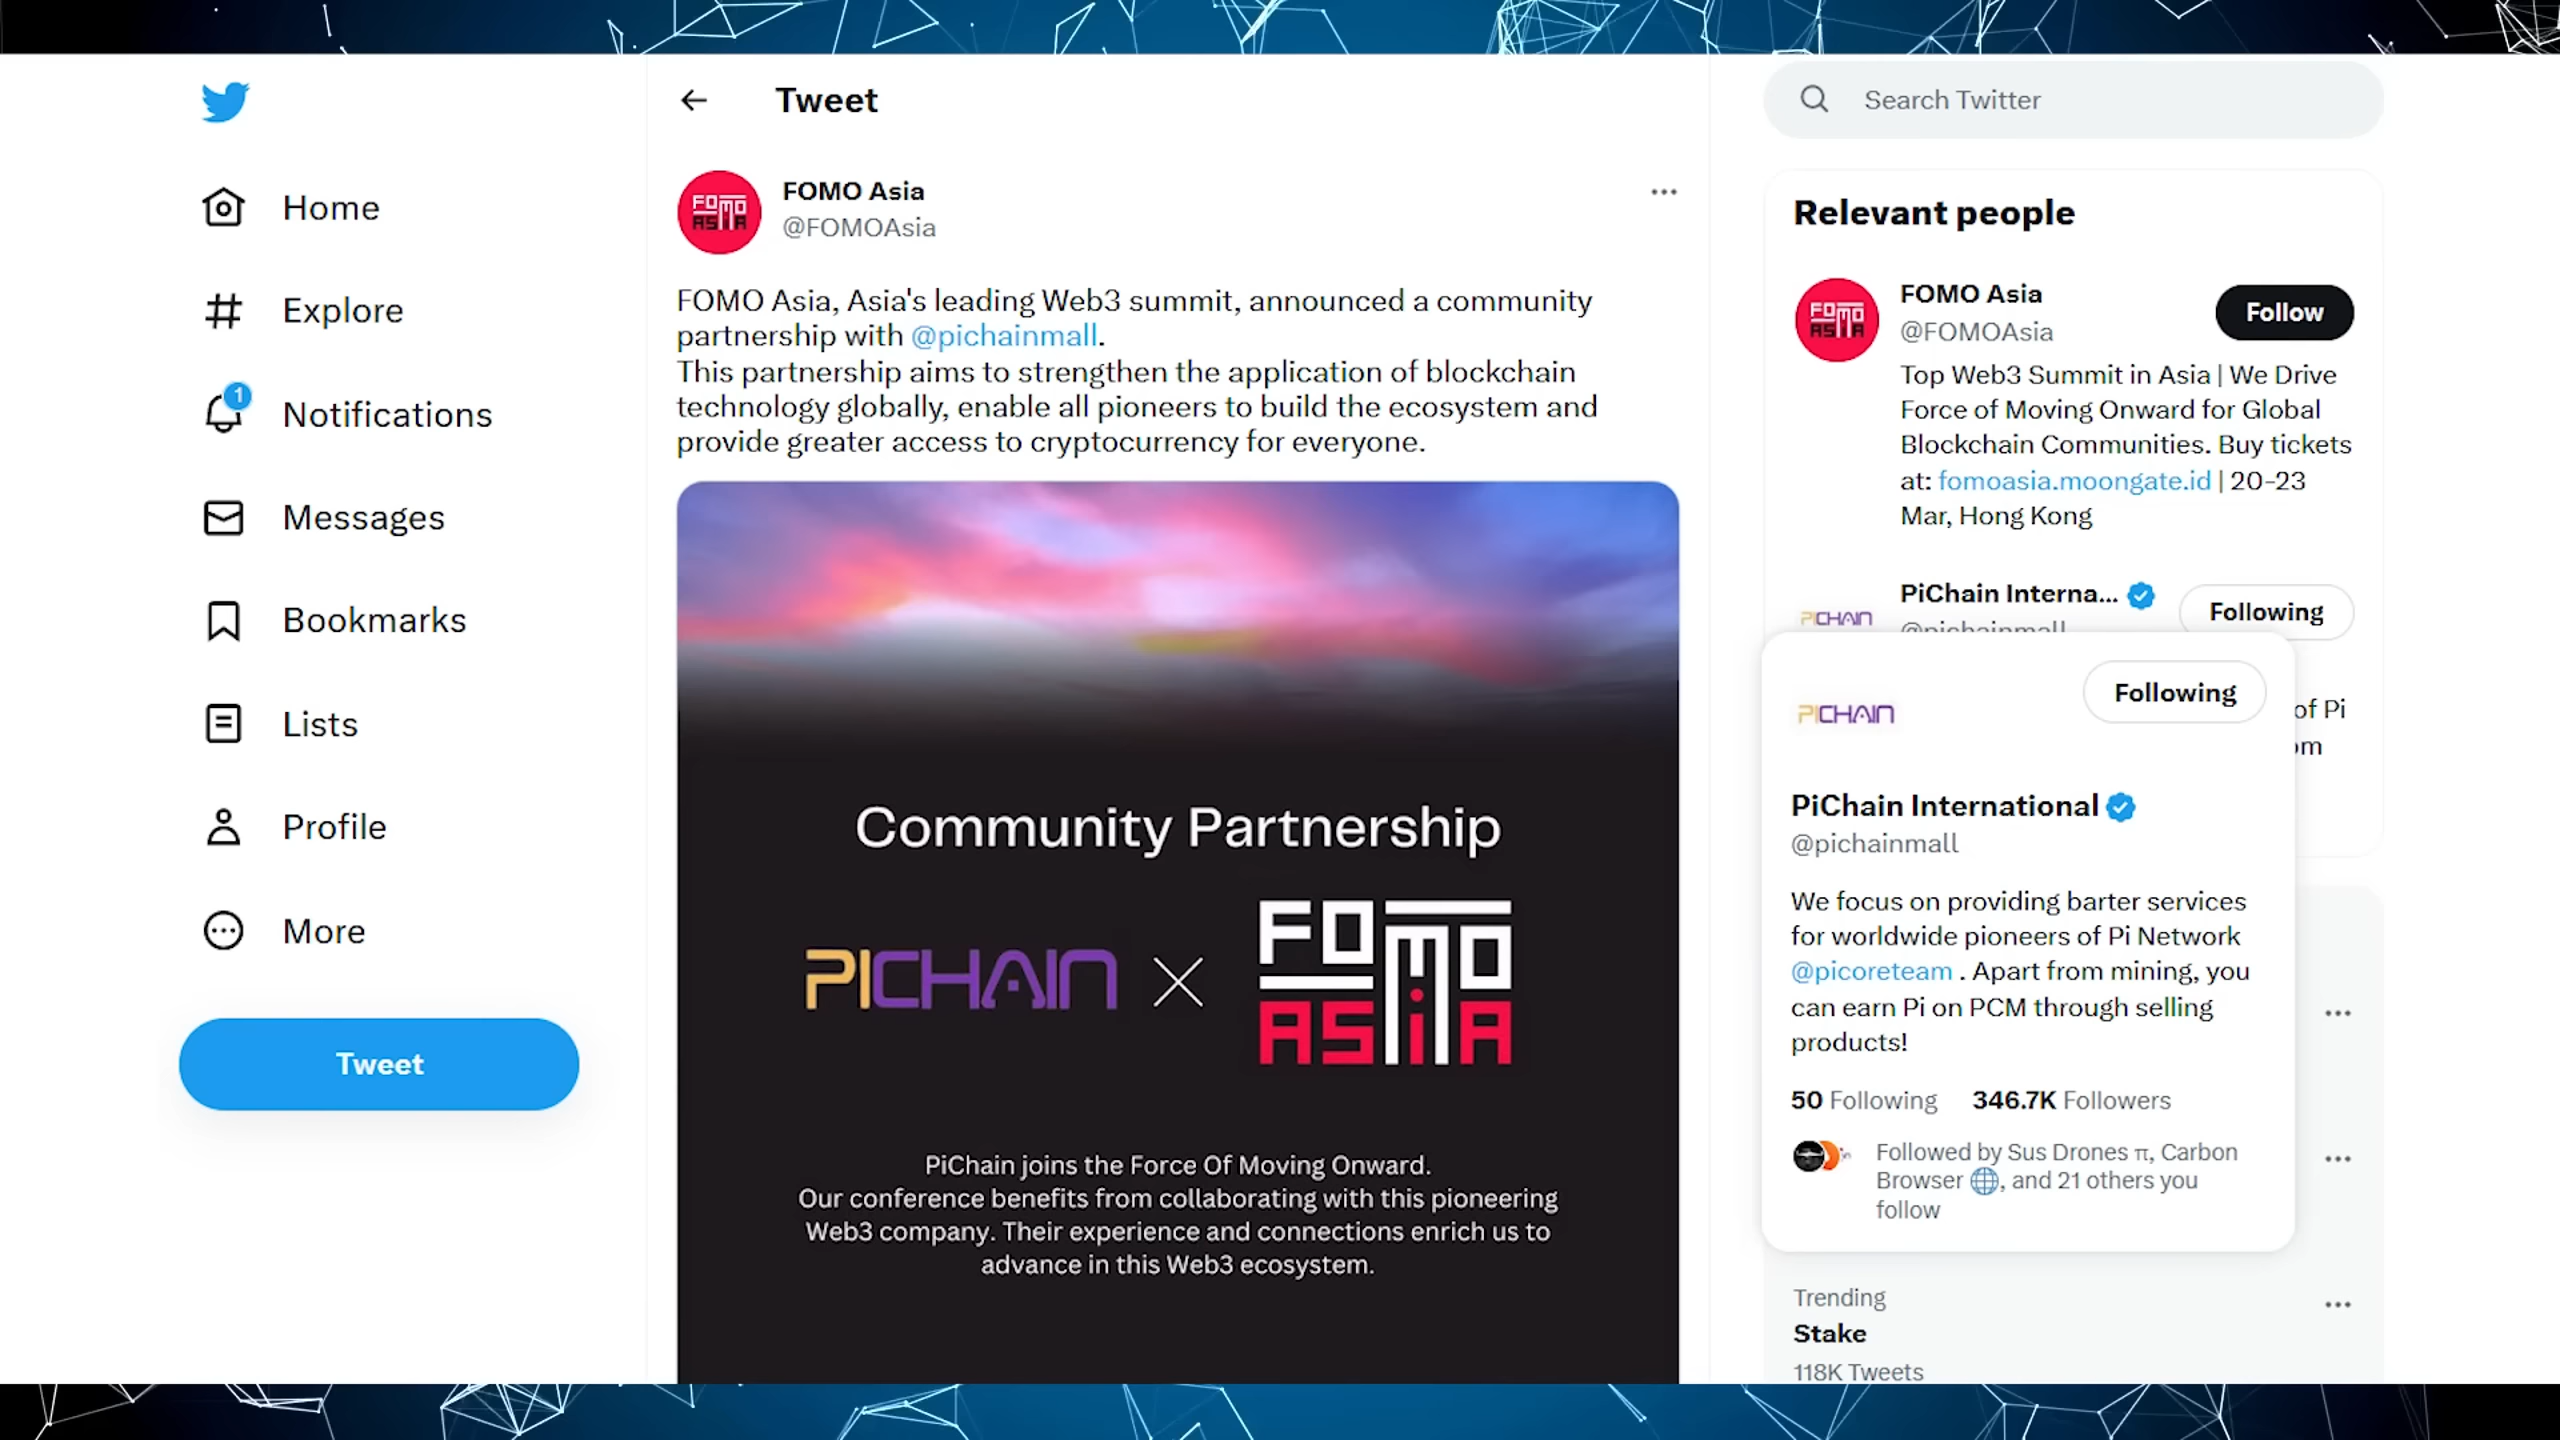 Home
Explore
1
Notifications
Messages
Bookmarks
Lists
Profile
More
Tweet
Tweet
FOMO ASIA
FOMO Asia
@FOMOAsia
FOMO Asia, Asia's leading Web3 summit, announced a community
partnership with @pichainmall.
This partnership aims to strengthen the application of blockchain
technology globally, enable all pioneers to build the ecosystem and
provide greater access to cryptocurrency for everyone.
Community Partnership
PICHAIN
FOMO
ASiA
PiChain joins the Force Of Moving Onward.
Our conference benefits from collaborating with this pioneering
Web3 company. Their experience and connections enrich us to
advance in this Web3 ecosystem.
Search Twitter
Relevant people
FOMO ASIA
FOMO Asia
@FOMOAsia
Follow
Top Web3 Summit in Asia | We Drive
Force of Moving Onward for Global
Blockchain Communities. Buy tickets
at: fomoasia.moongate.id | 20-23
Mar, Hong Kong
PICHAIN
PiChain Interna...
@pichainmall
Following
of Pi
om
PICHAIN
Following
PiChain International
@pichainmall
We focus on providing barter services
for worldwide pioneers of Pi Network
@picoreteam . Apart from mining, you
can earn Pi on PCM through selling
products!
50 Following 346.7K Followers
Followed by Sus Drones π, Carbon
Browser 🌐, and 21 others you
follow
Trending
Stake
118K Tweets